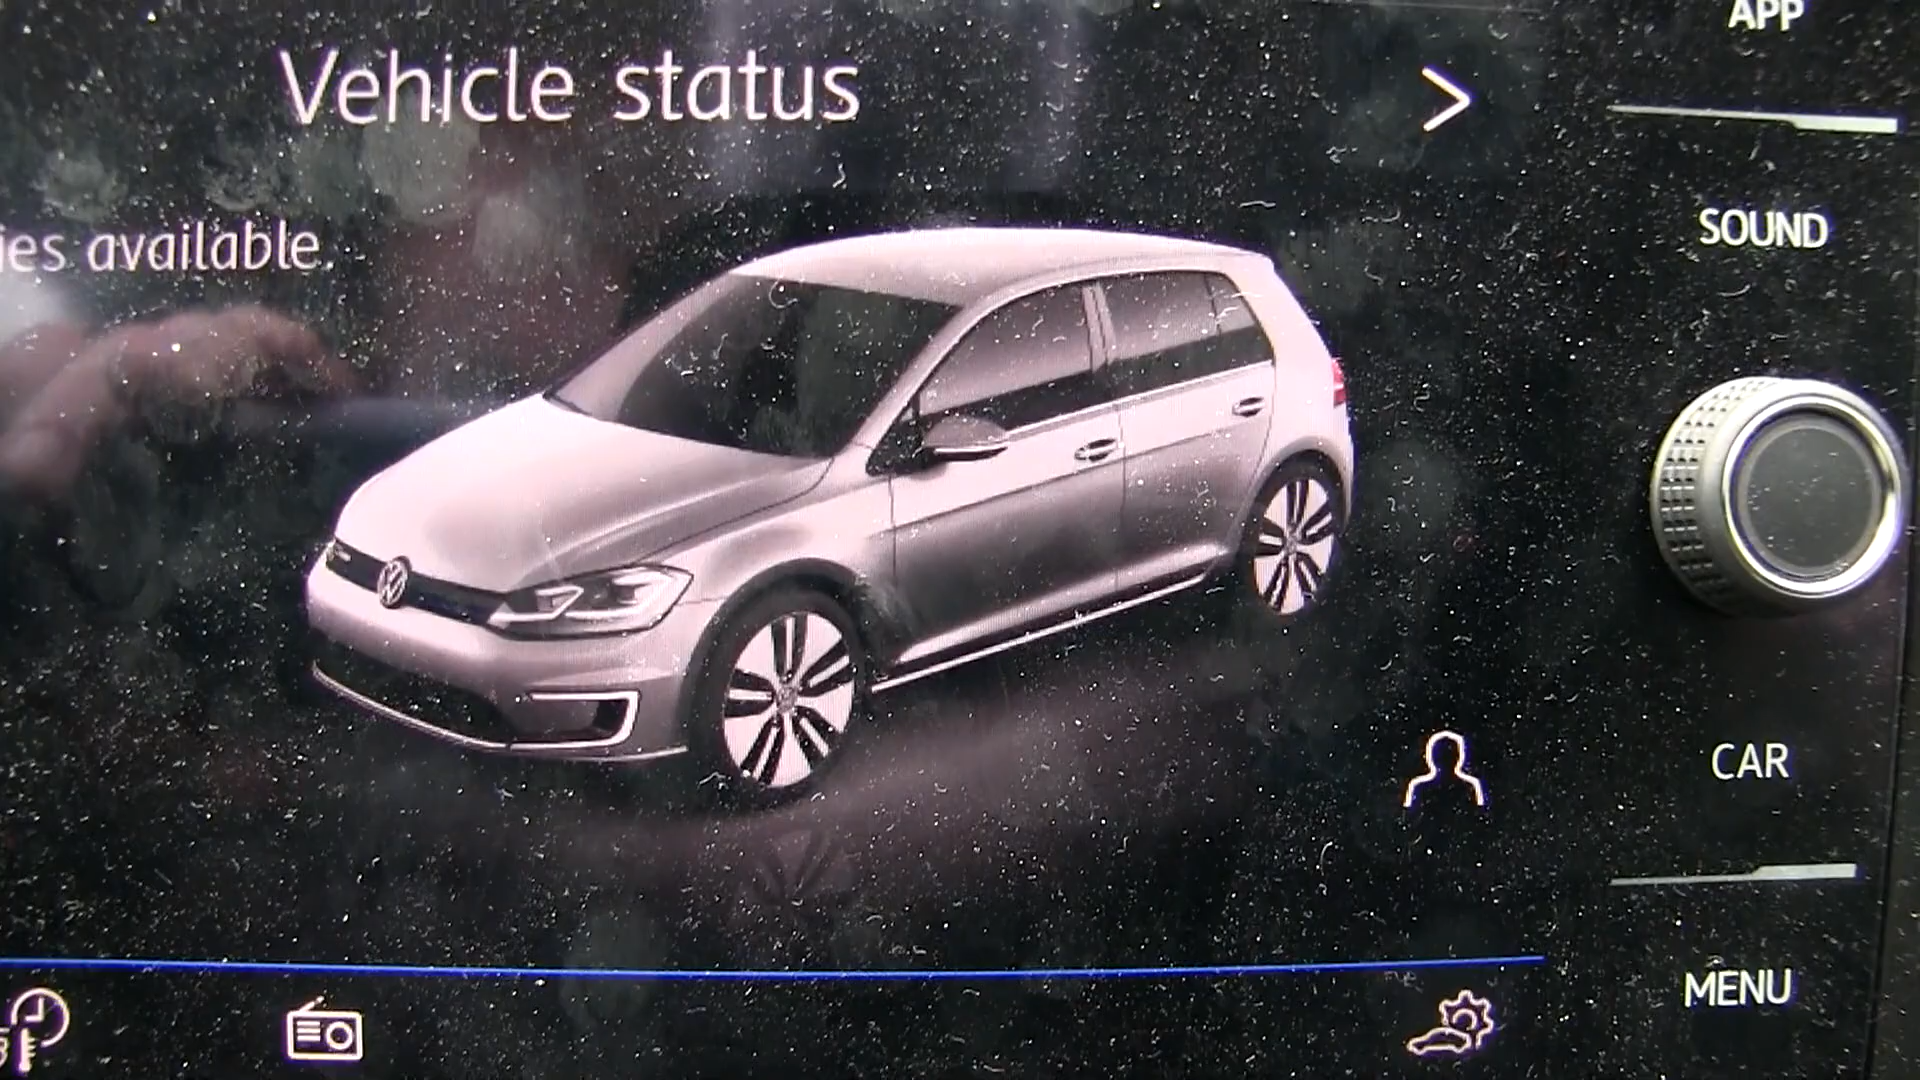 Vehicle status
ies available.
APP
SOUND
CAR
MENU